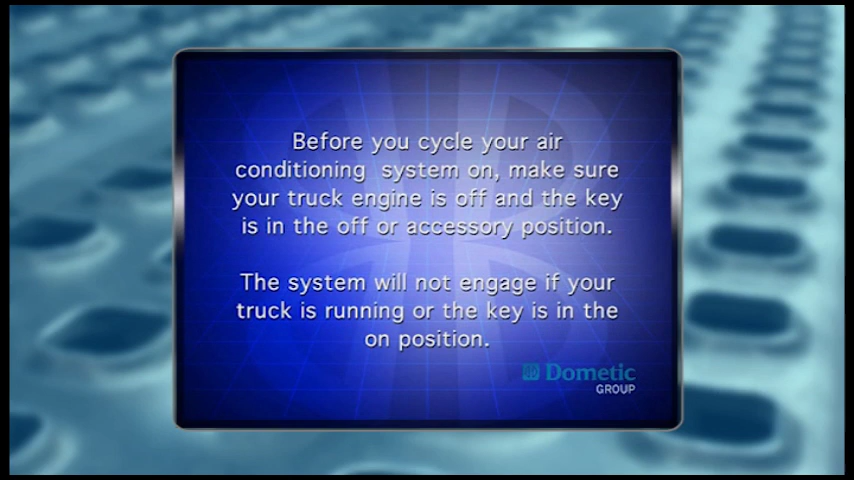 Before you cycle your air
conditioning system on, make sure
your truck engine is off and the key
is in the off or accessory position.
The system will not engage if your
truck is running or the key is in the
on position.
Dometic
GROUP